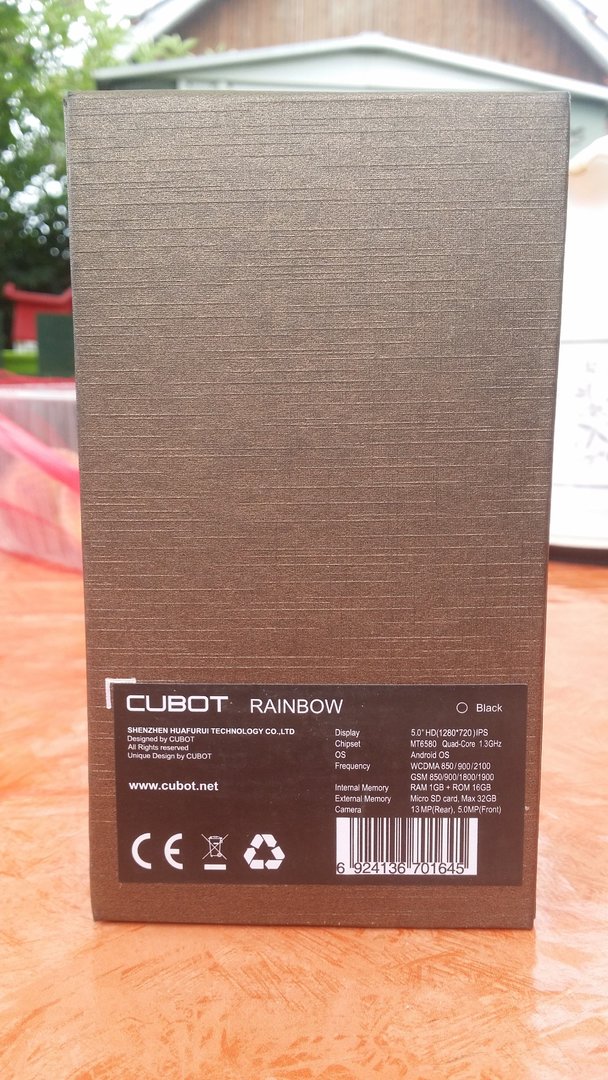 CUBOT RAINBOW
Black
SHENZHEN HUAFURUI TECHNOLOGY CO.,LTD
Designed by CUBOT
All Rights reserved
Unique Design by CUBOT
www.cubot.net
Display 5.0" HD(1280*720)IPS
Chipset MT6580 Quad-Core 1.3GHz
OS Android OS
Frequency WCDMA 850/900/2100
GSM 850/900/1800/1900
Internal Memory RAM 1GB + ROM 16GB
External Memory Micro SD card, Max 32GB
Camera 13 MP(Rear), 5.0MP(Front)
CE
6 924136 701645